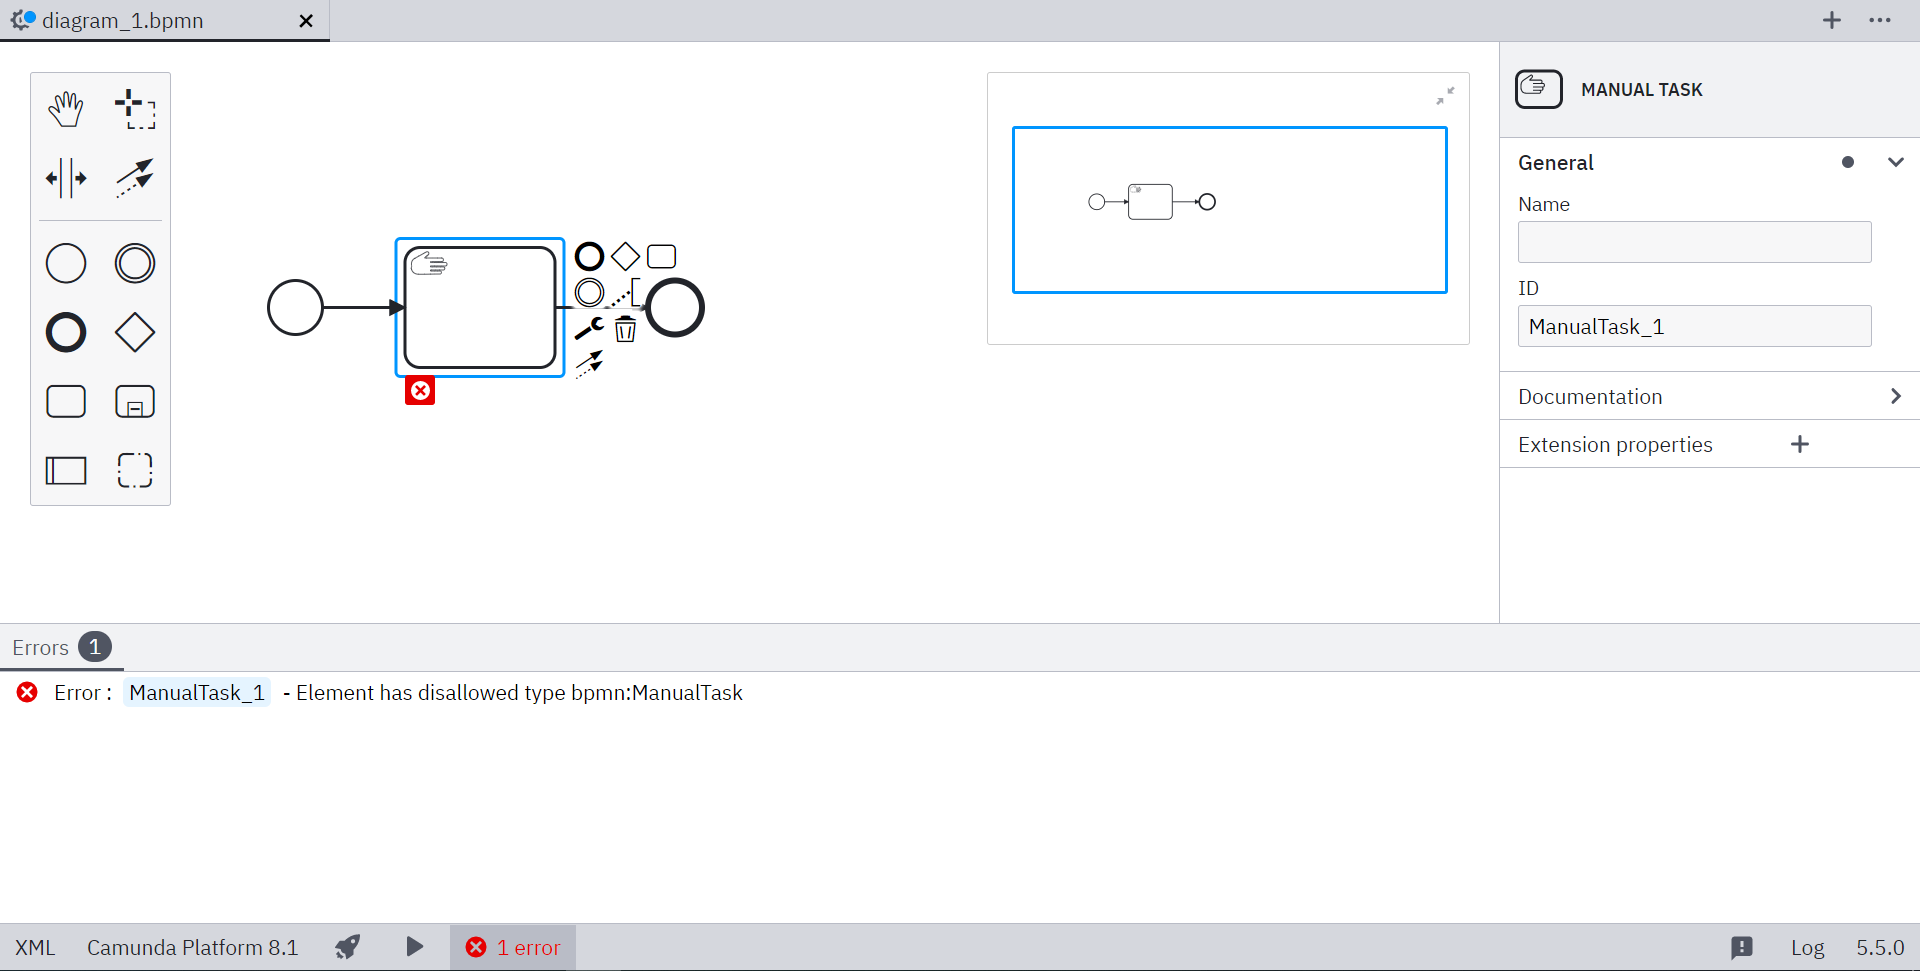 diagram_1.bpmn
MANUAL TASK
General
Name
ID
ManualTask_1
Documentation
Extension properties
Errors 1
Error : ManualTask_1 - Element has disallowed type bpmn:ManualTask
XML Camunda Platform 8.1 1 error Log 5.5.0